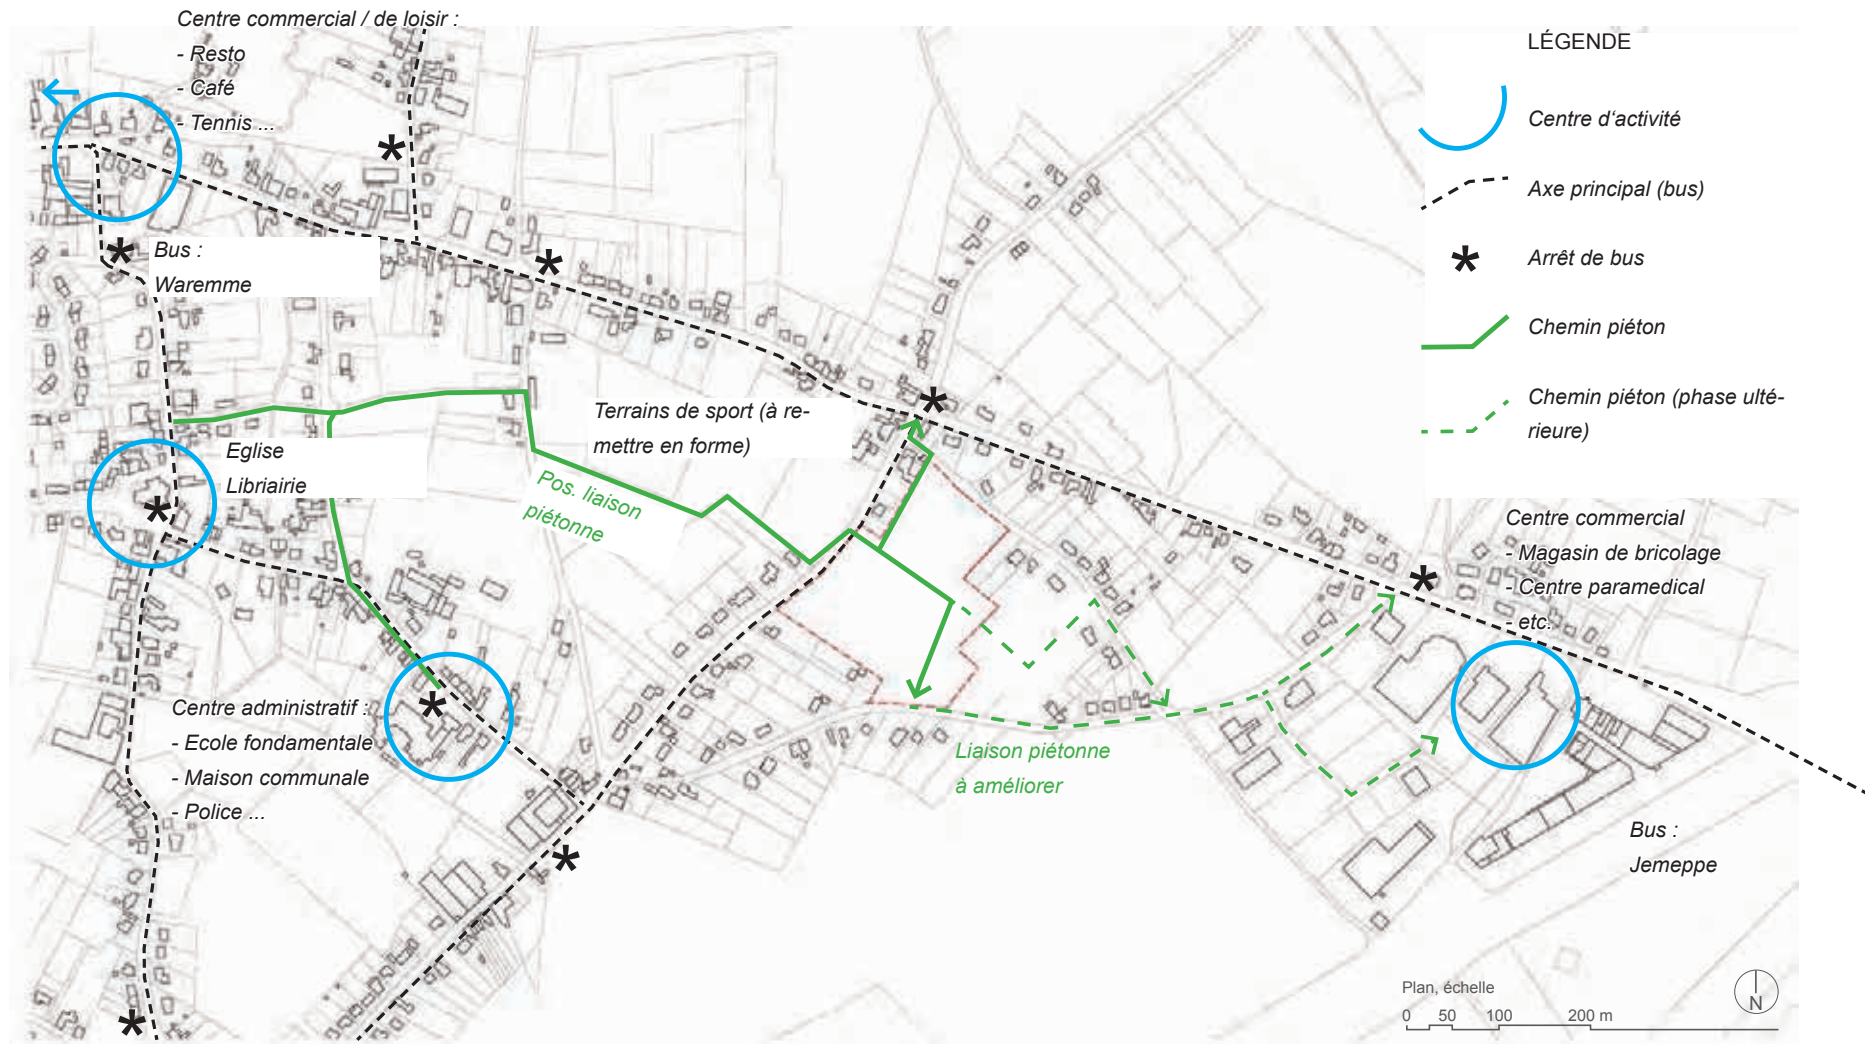 Centre commercial / de loisir :
- Resto
- Café
- Tennis ...
Bus :
Waremme
Eglise
Libriairie
Terrains de sport (à re-
mettre en forme)
Pos. liaison
piétonne
Centre administratif :
- Ecole fondamentale
- Maison communale
- Police ...
Liaison piétonne
à améliorer
LÉGENDE
Centre d‘activité
Axe principal (bus)
Arrêt de bus
Chemin piéton
Chemin piéton (phase ulté-
rieure)
Centre commercial
- Magasin de bricolage
- Centre paramedical
- etc.
Bus :
Jemeppe
Plan, échelle
0 50 100 200 m
N